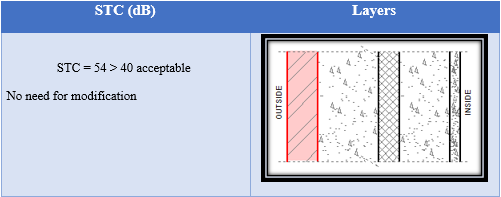 STC (dB)
Layers
STC = 54 > 40 acceptable
No need for modification
OUTSIDE
INSIDE